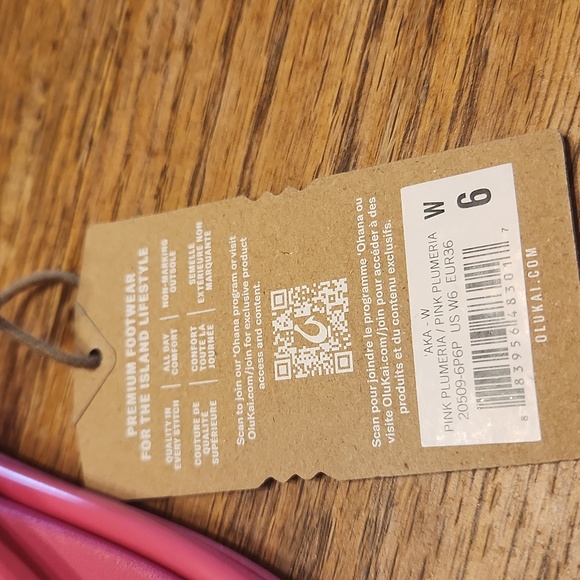 PREMIUM FOOTWEAR
FOR THE ISLAND LIFESTYLE
QUALITY IN
EVERY STITCH
ALL-DAY
COMFORT
NON-MARKING
OUTSOLE
COUTURE DE
QUALITÉ
SUPÉRIEURE
CONFORT
TOUTE LA
JOURNÉE
SEMELLE
EXTÉRIEURE NON
MARQUANTE
Scan to join our 'Ohana program or visit
OluKai.com/join for exclusive product
access and content.
Scan pour joindre le programme 'Ohana ou
visite OluKai.com/join pour accéder à des
produits et du contenu exclusifs.
'AKA - W
PINK PLUMERIA / PINK PLUMERIA
20509-6P6P US W6 EUR36
W
6
8 83956 48301 7
OLUKAI.COM